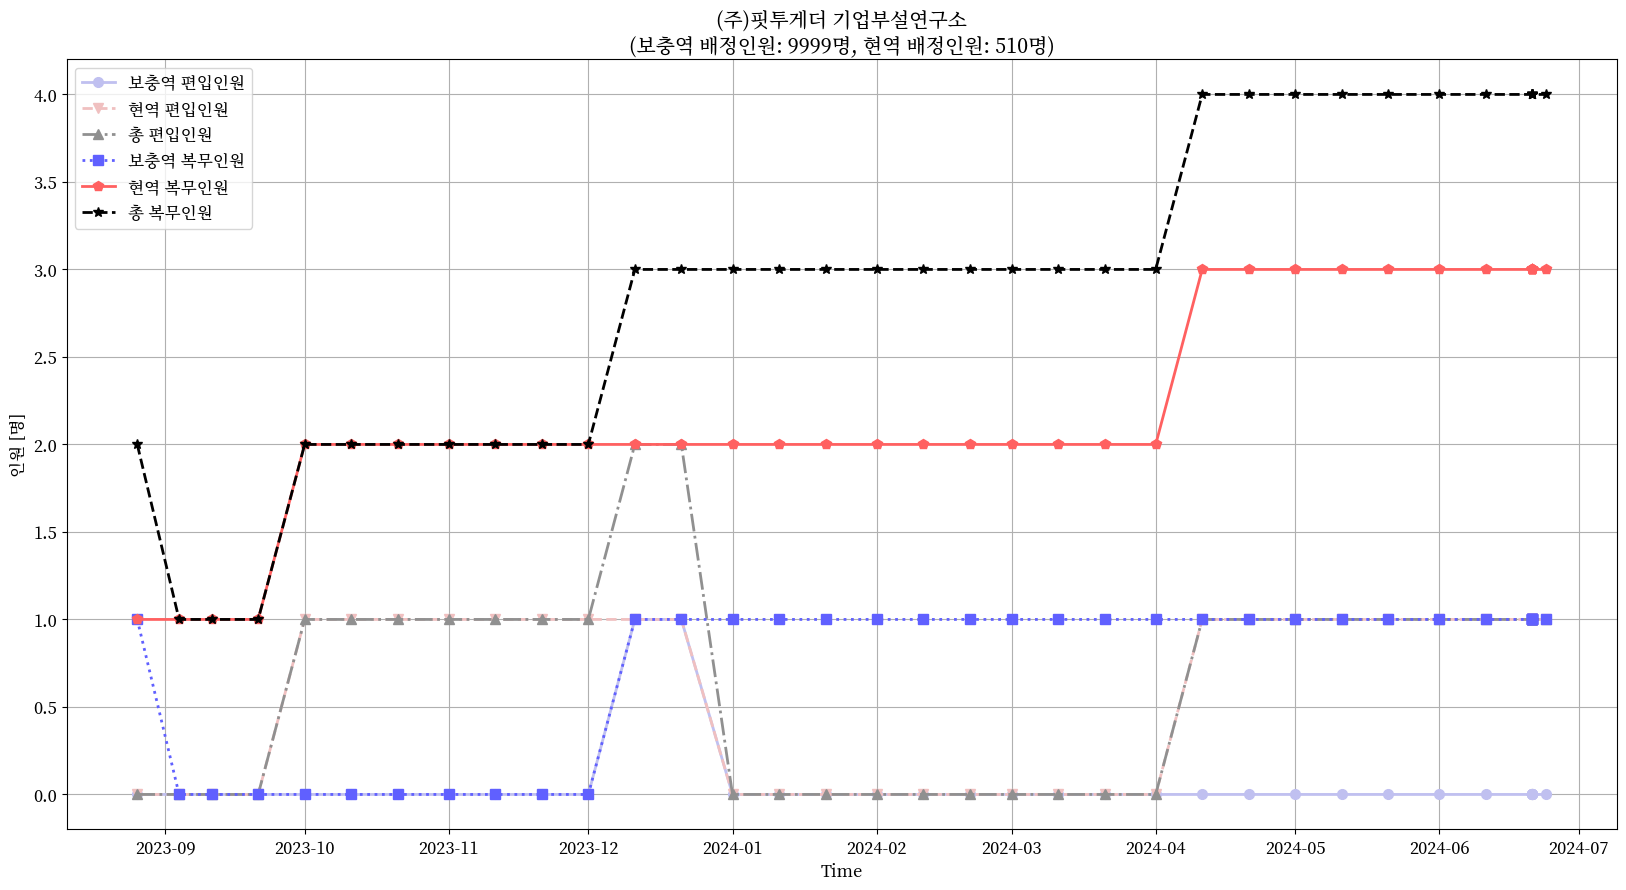 (주)핏투게더 기업부설연구소
(보충역 배정인원: 9999명, 현역 배정인원: 510명)
보충역 편입인원
현역 편입인원
총 편입인원
보충역 복무인원
현역 복무인원
총 복무인원
4.0
3.5
3.0
2.5
2.0
1.5
1.0
0.5
0.0
인원 [명]
2023-09 2023-10 2023-11 2023-12 2024-01 2024-02 2024-03 2024-04 2024-05 2024-06 2024-07
Time